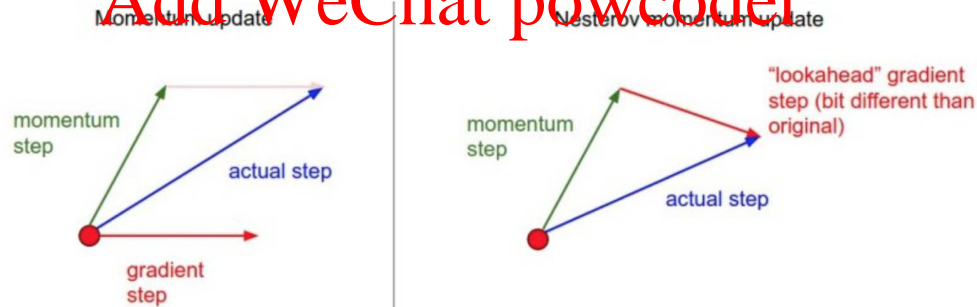 Add WeChat powcoder
Momentum update
Nesterov momentum update
momentum
step
actual step
gradient
step
momentum
step
"lookahead" gradient
step (bit different than
original)
actual step